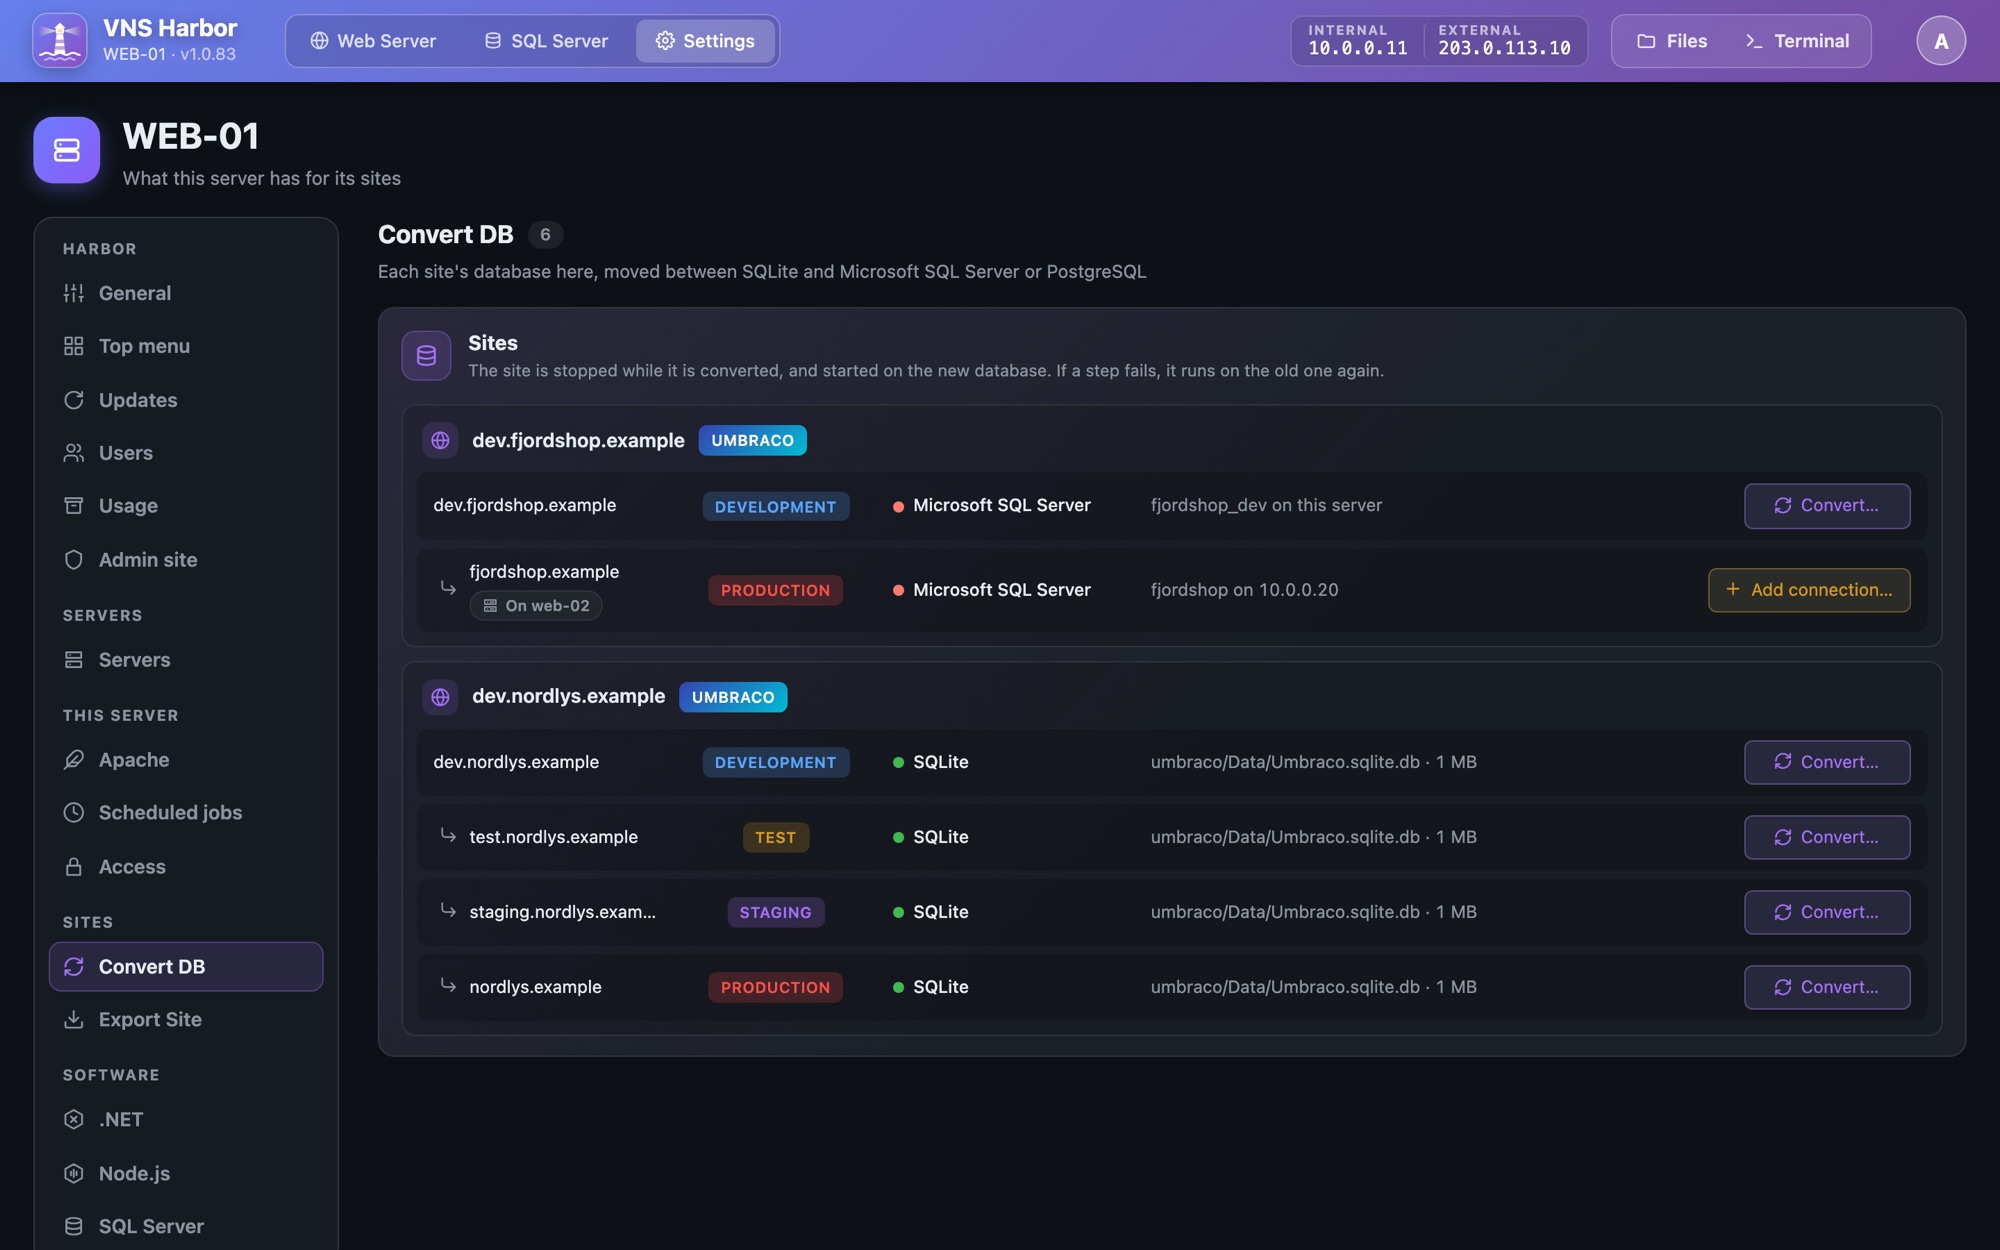 VNS Harbor
WEB-01 · v1.0.83
Web Server
SQL Server
Settings
INTERNAL
10.0.0.11
EXTERNAL
203.0.113.10
Files
Terminal
A
WEB-01
What this server has for its sites
HARBOR
General
Top menu
Updates
Users
Usage
Admin site
SERVERS
Servers
THIS SERVER
Apache
Scheduled jobs
Access
SITES
Convert DB
Export Site
SOFTWARE
.NET
Node.js
SQL Server
Convert DB 6
Each site's database here, moved between SQLite and Microsoft SQL Server or PostgreSQL
Sites
The site is stopped while it is converted, and started on the new database. If a step fails, it runs on the old one again.
dev.fjordshop.example UMBRACO
dev.fjordshop.example DEVELOPMENT Microsoft SQL Server fjordshop_dev on this server Convert...
fjordshop.example
On web-02
PRODUCTION Microsoft SQL Server fjordshop on 10.0.0.20 + Add connection...
dev.nordlys.example UMBRACO
dev.nordlys.example DEVELOPMENT SQLite umbraco/Data/Umbraco.sqlite.db · 1 MB Convert...
test.nordlys.example TEST SQLite umbraco/Data/Umbraco.sqlite.db · 1 MB Convert...
staging.nordlys.exam... STAGING SQLite umbraco/Data/Umbraco.sqlite.db · 1 MB Convert...
nordlys.example PRODUCTION SQLite umbraco/Data/Umbraco.sqlite.db · 1 MB Convert...